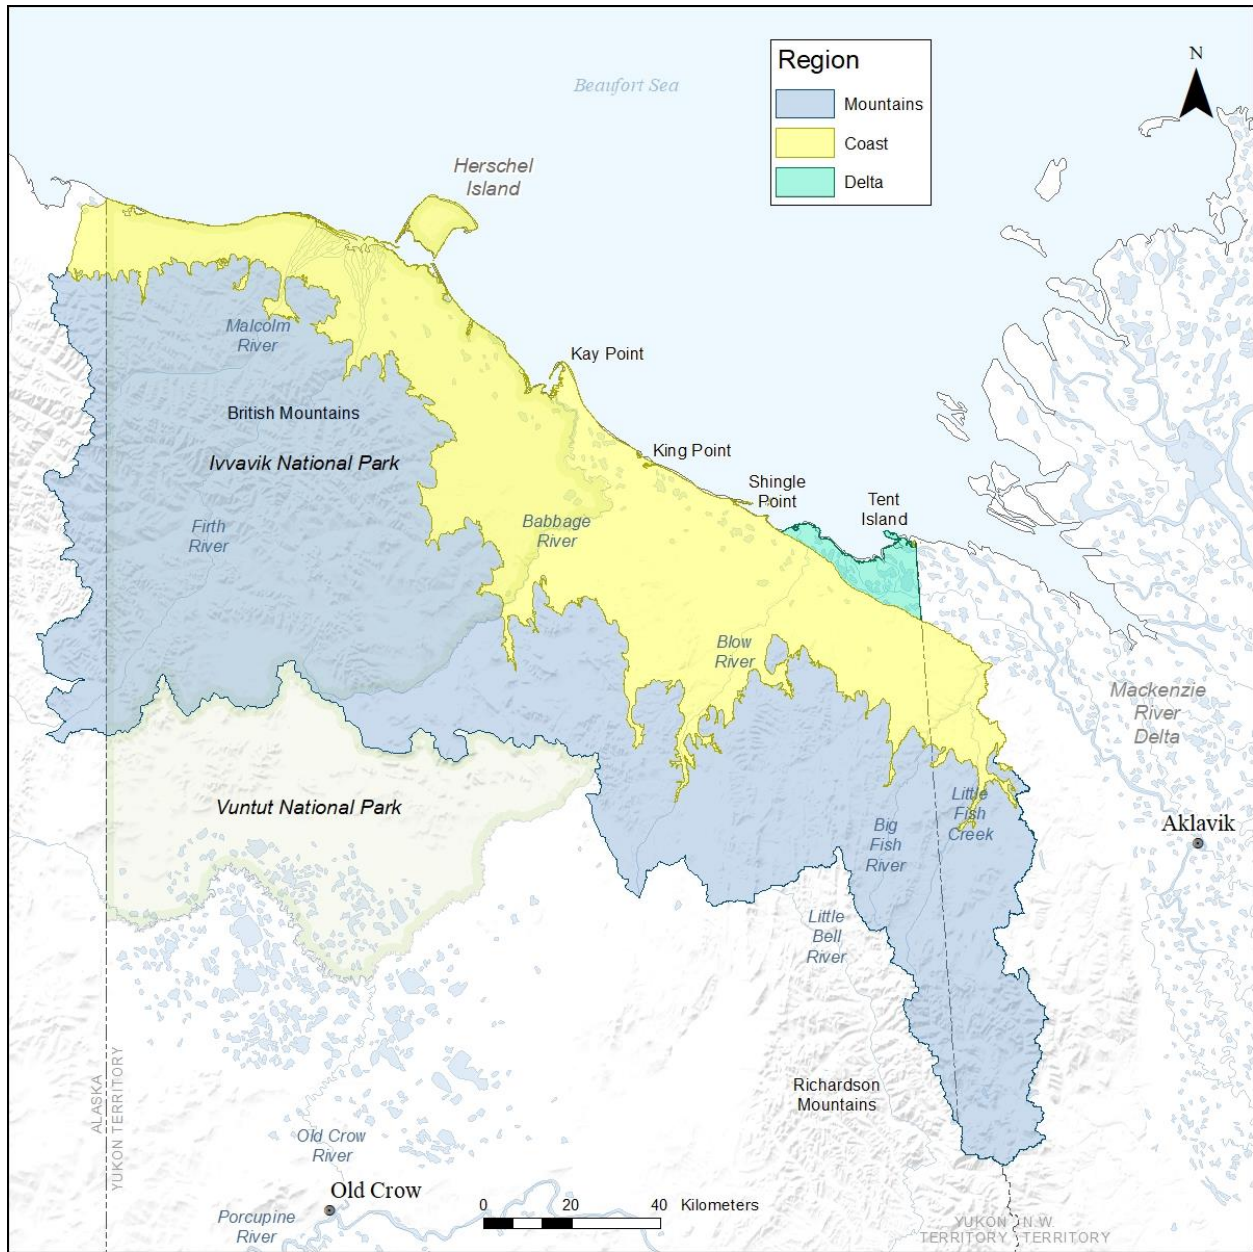 Region
Mountains
Coast
Delta
N
Beaufort Sea
Herschel
Island
Malcolm
River
Kay Point
British Mountains
Ivvavik National Park
King Point
Shingle
Point
Tent
Island
Firth
River
Babbage
River
Blow
River
Mackenzie
River
Delta
Vuntut National Park
Little
Fish
Creek
Big
Fish
River
Aklavik
Little
Bell
River
Richardson
Mountains
ALASKA
YUKON TERRITORY
Old Crow
River
Old Crow
Porcupine
River
0 20 40 Kilometers
YUKON
TERRITORY
N.W.
TERRITORY